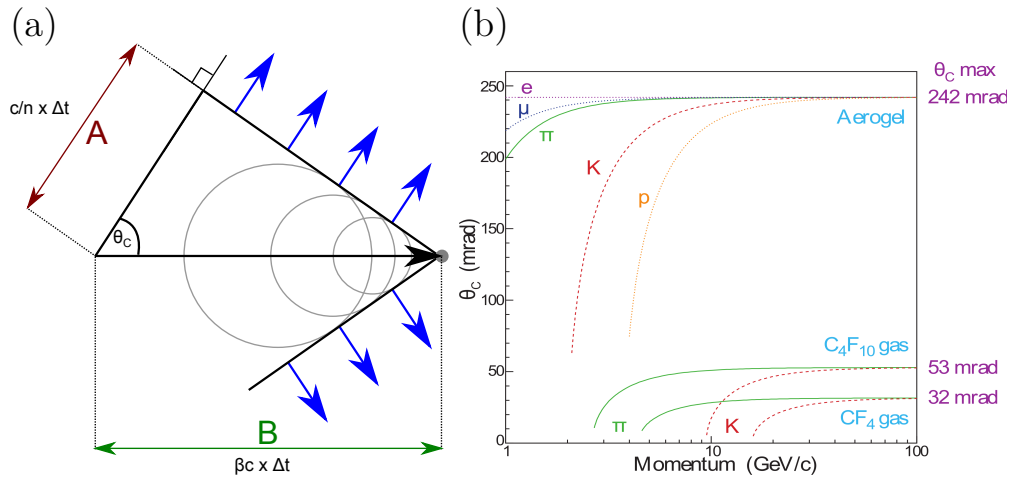 (a)
c/n x Δt
A
θC
B
βc x Δt
(b)
θC max
250
e
242 mrad
μ
Aerogel
π
200
K
p
150
θC (mrad)
100
C4F10 gas
50
53 mrad
32 mrad
π
K
CF4 gas
0
1
10
100
Momentum (GeV/c)